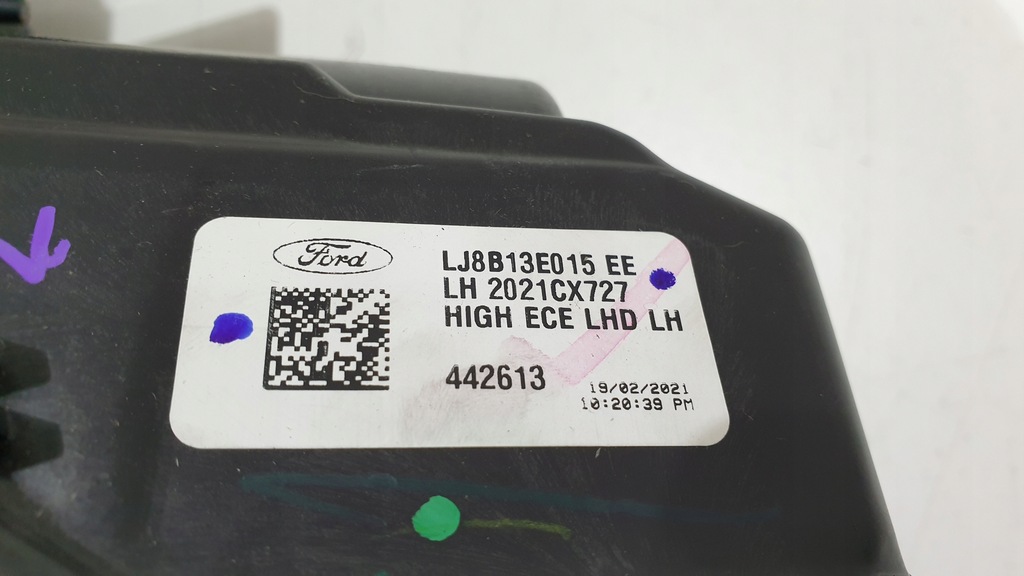 Ford
LJ8B13E015 EE
LH 2021CX727
HIGH ECE LHD LH
442613
19/02/2021
10:20:39 PM